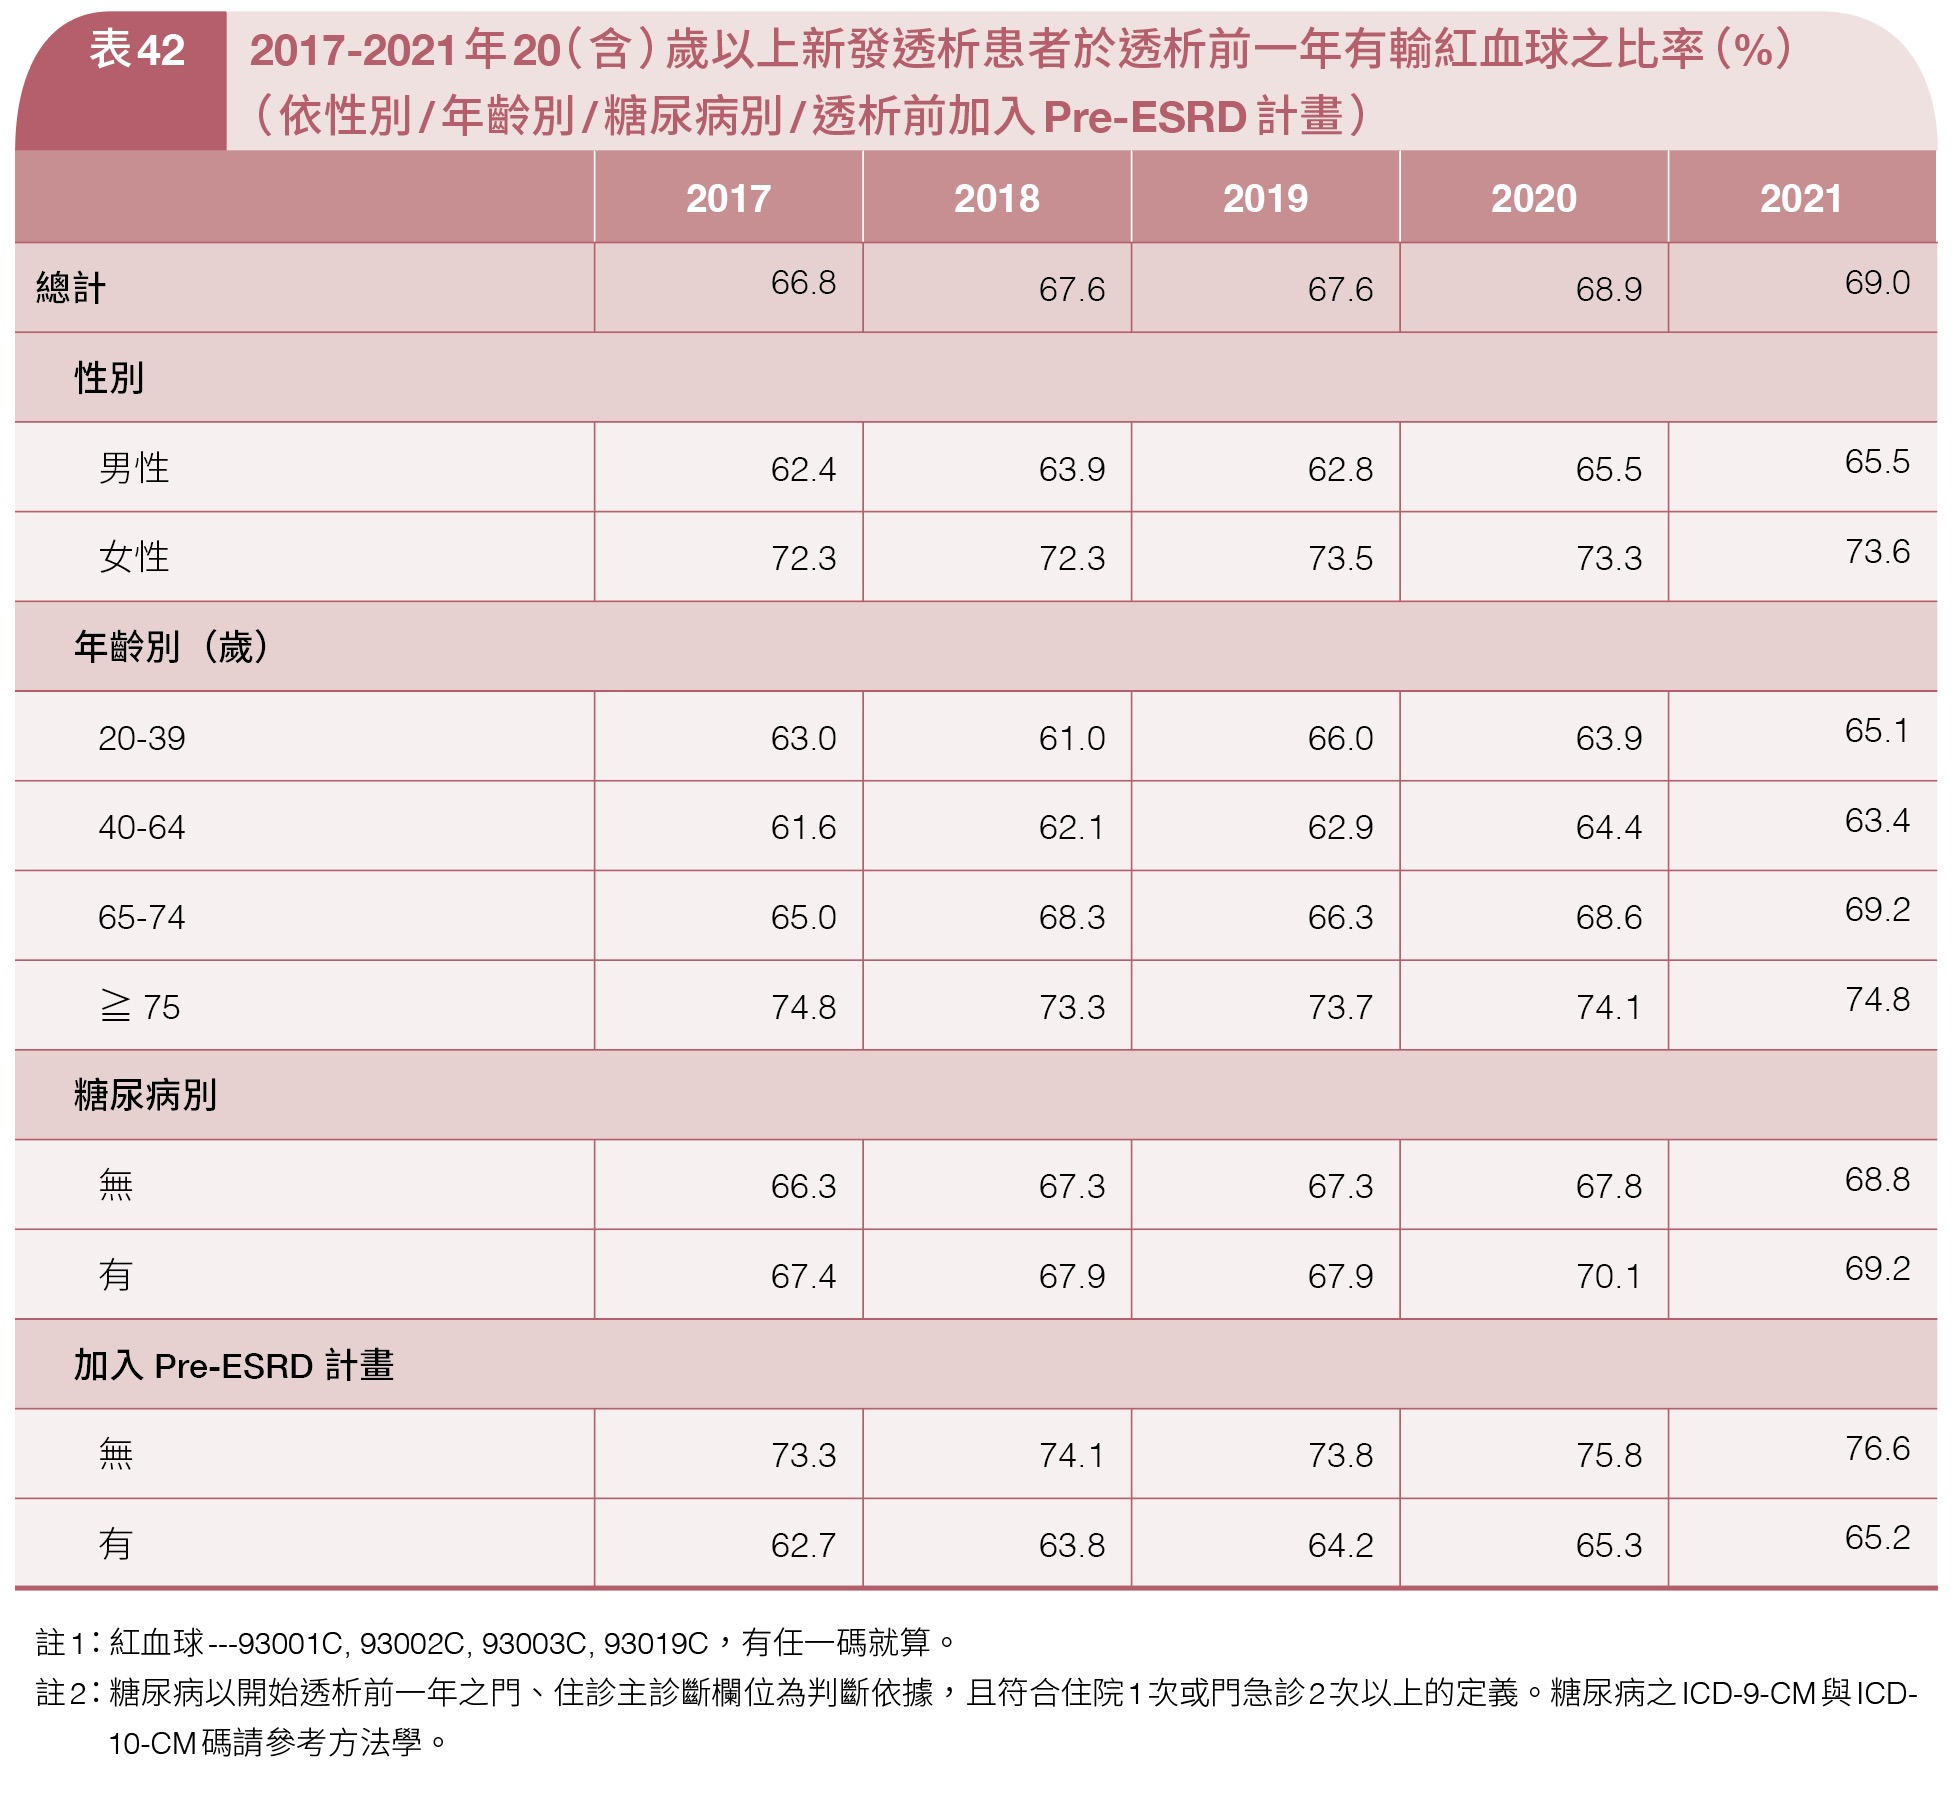 表42
2017-2021年20（含）歲以上新發透析患者於透析前一年有輸紅血球之比率（%）
（依性別/年齡別/糖尿病別/透析前加入Pre-ESRD計畫）
2017 2018 2019 2020 2021
總計 66.8 67.6 67.6 68.9 69.0
性別
男性 62.4 63.9 62.8 65.5 65.5
女性 72.3 72.3 73.5 73.3 73.6
年齡別（歲）
20-39 63.0 61.0 66.0 63.9 65.1
40-64 61.6 62.1 62.9 64.4 63.4
65-74 65.0 68.3 66.3 68.6 69.2
≧ 75 74.8 73.3 73.7 74.1 74.8
糖尿病別
無 66.3 67.3 67.3 67.8 68.8
有 67.4 67.9 67.9 70.1 69.2
加入 Pre-ESRD 計畫
無 73.3 74.1 73.8 75.8 76.6
有 62.7 63.8 64.2 65.3 65.2
註1：紅血球---93001C, 93002C, 93003C, 93019C，有任一碼就算。
註2：糖尿病以開始透析前一年之門、住診主診斷欄位為判斷依據，且符合住院1次或門急診2次以上的定義。糖尿病之ICD-9-CM與ICD-
10-CM碼請參考方法學。